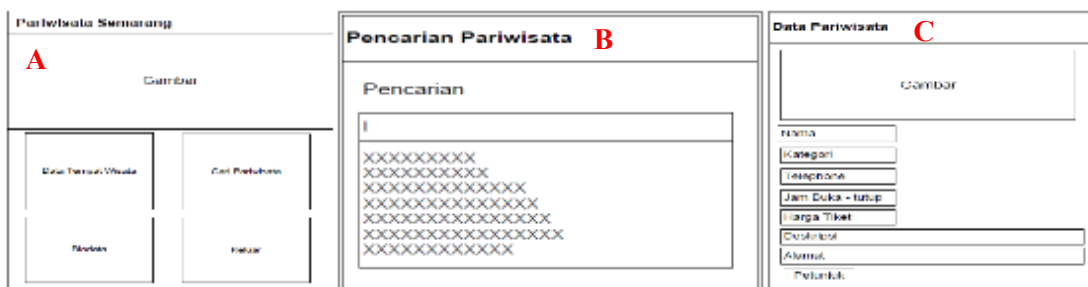 Pariwisata Semarang
A
Gambar
Data Tempat Wisata
Cari Pariwisata
Biodata
Keluar
Pencarian Pariwisata B
Pencarian
I
XXXXXXXXX
XXXXXXXXXX
XXXXXXXXXXXXX
XXXXXXXXXXXXXX
XXXXXXXXXXXXXXX
XXXXXXXXXXXXXXXX
XXXXXXXXXXXX
Data Pariwisata C
Gambar
Nama
Kategori
Telephone
Jam Buka - tutup
Harga Tiket
Deskripsi
Alamat
Petunjuk